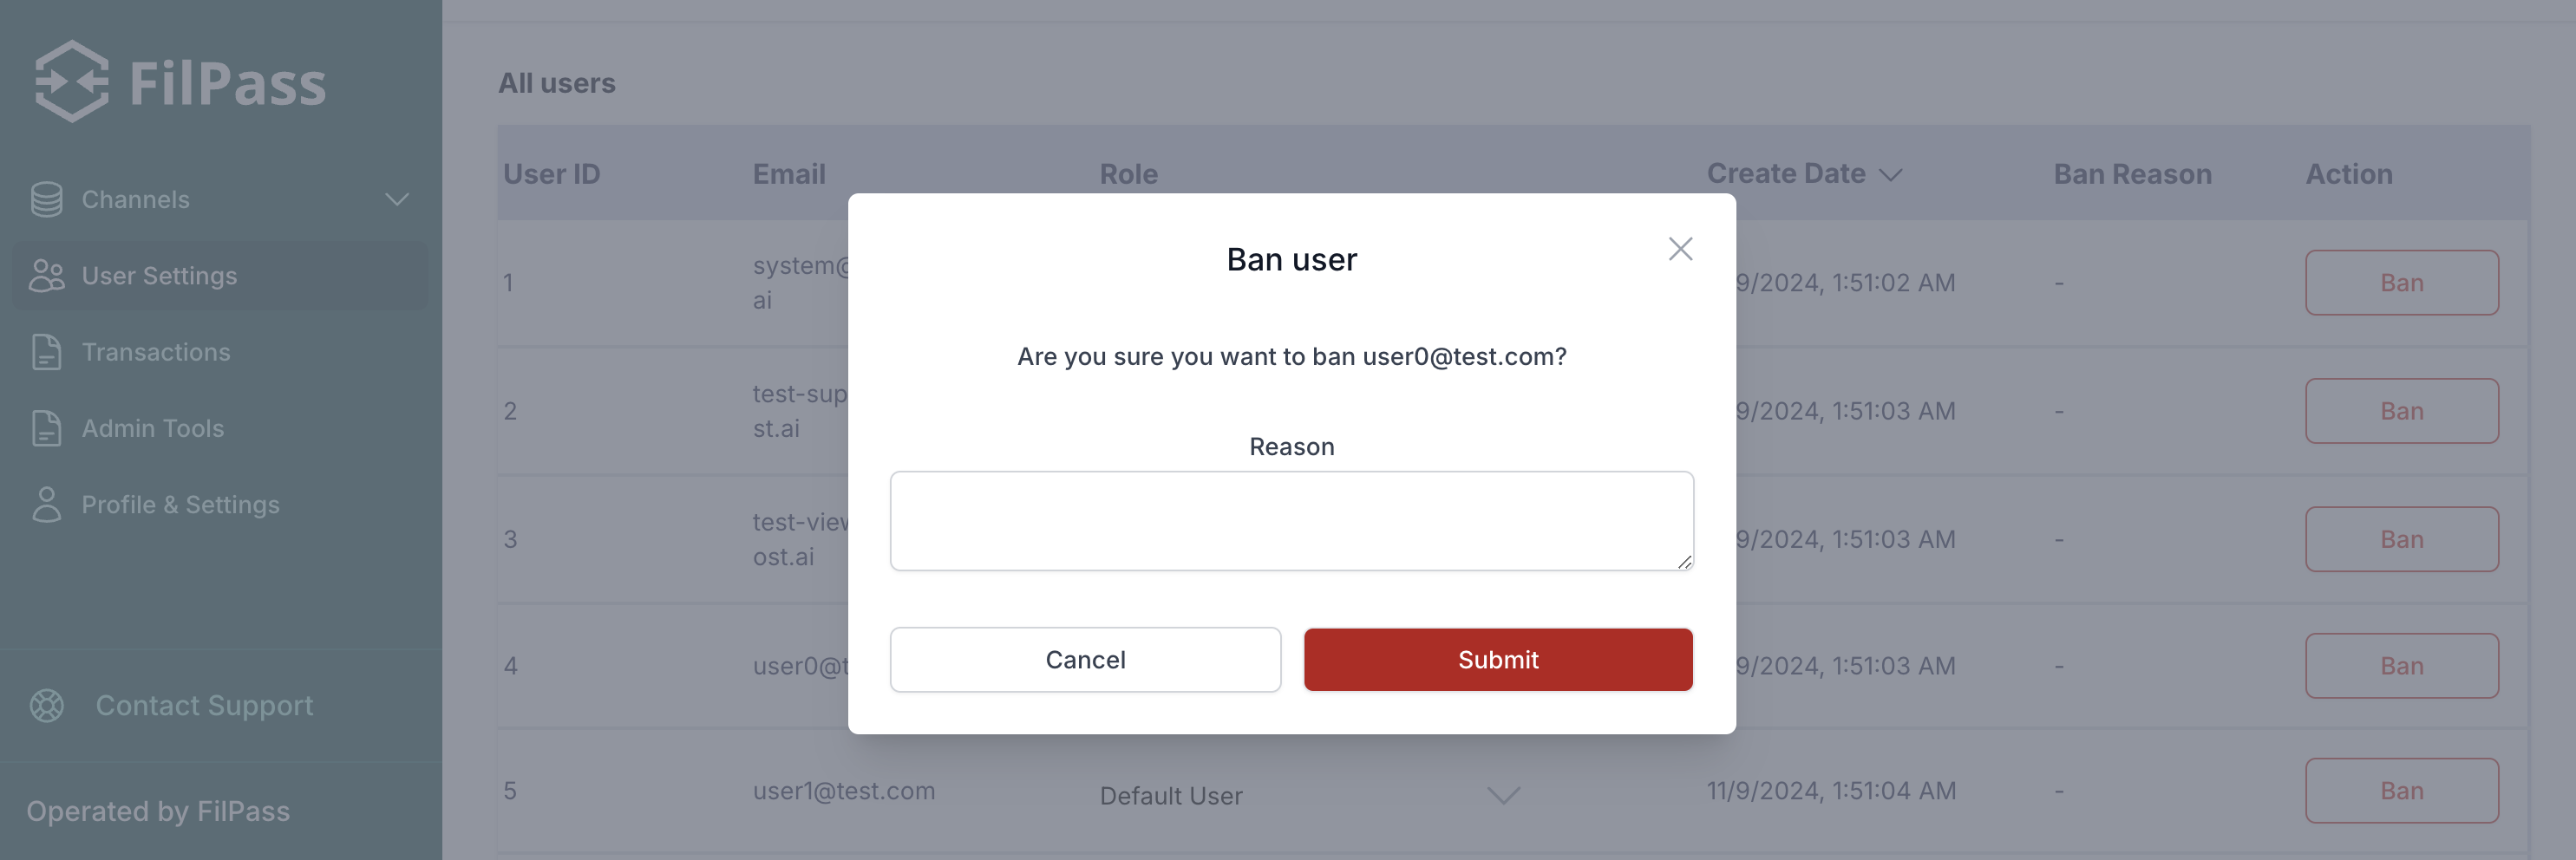 FilPass
Channels
User Settings
Transactions
Admin Tools
Profile & Settings
Contact Support
Operated by FilPass
All users
User ID Email Role Create Date Ban Reason Action
1 system@ 9/2024, 1:51:02 AM - Ban
ai
2 test-sup 9/2024, 1:51:03 AM - Ban
st.ai
3 test-view 9/2024, 1:51:03 AM - Ban
ost.ai
4 user0@t 9/2024, 1:51:03 AM - Ban
5 user1@test.com Default User 11/9/2024, 1:51:04 AM - Ban
Ban user
Are you sure you want to ban user0@test.com?
Reason
Cancel Submit